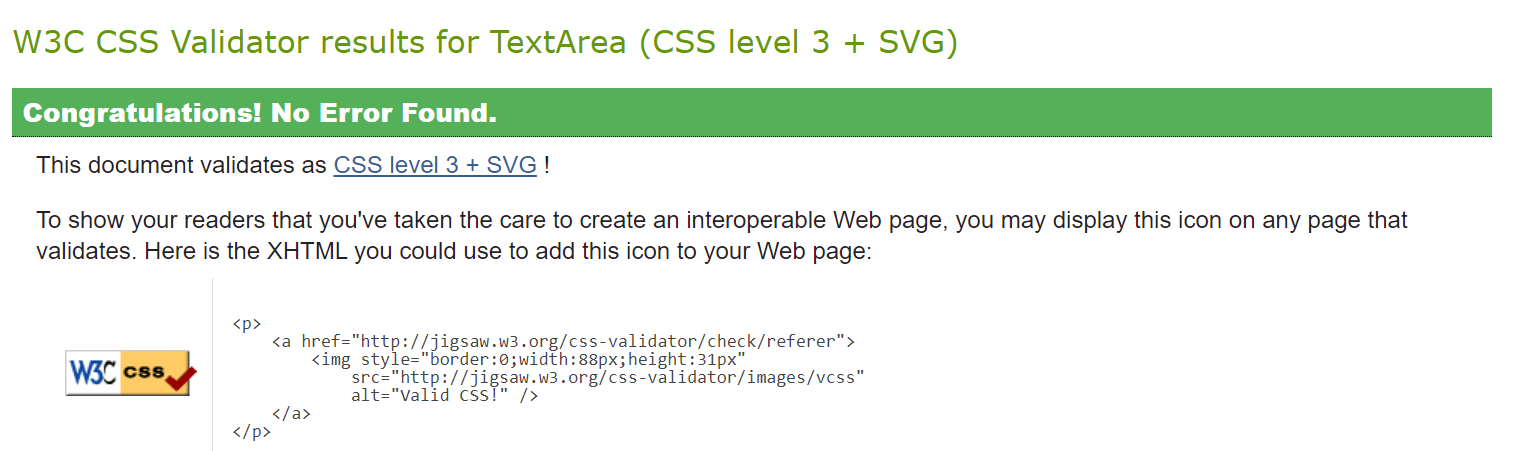 W3C CSS Validator results for TextArea (CSS level 3 + SVG)
Congratulations! No Error Found.
This document validates as CSS level 3 + SVG !
To show your readers that you've taken the care to create an interoperable Web page, you may display this icon on any page that
validates. Here is the XHTML you could use to add this icon to your Web page:
W3C css
<p>
    <a href="http://jigsaw.w3.org/css-validator/check/referer">
        <img style="border:0;width:88px;height:31px"
            src="http://jigsaw.w3.org/css-validator/images/vcss"
            alt="Valid CSS!" />
    </a>
</p>